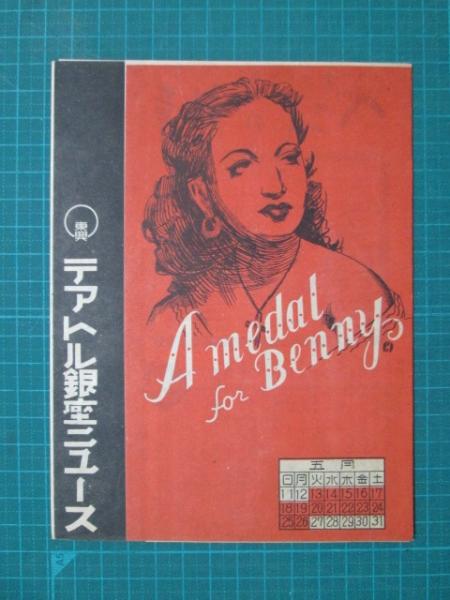 東興
テアトル銀座ニュース
A medal
for Benny
五月
日月火水木金土
11 12 13 14 15 16 17
18 19 20 21 22 23 24
25 26 27 28 29 30 31
A5